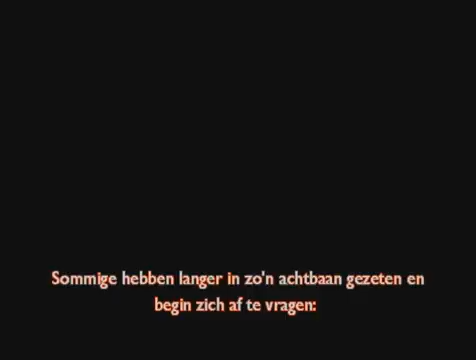 Sommige hebben langer in zo'n achtbaan gezeten en
begin zich af te vragen: